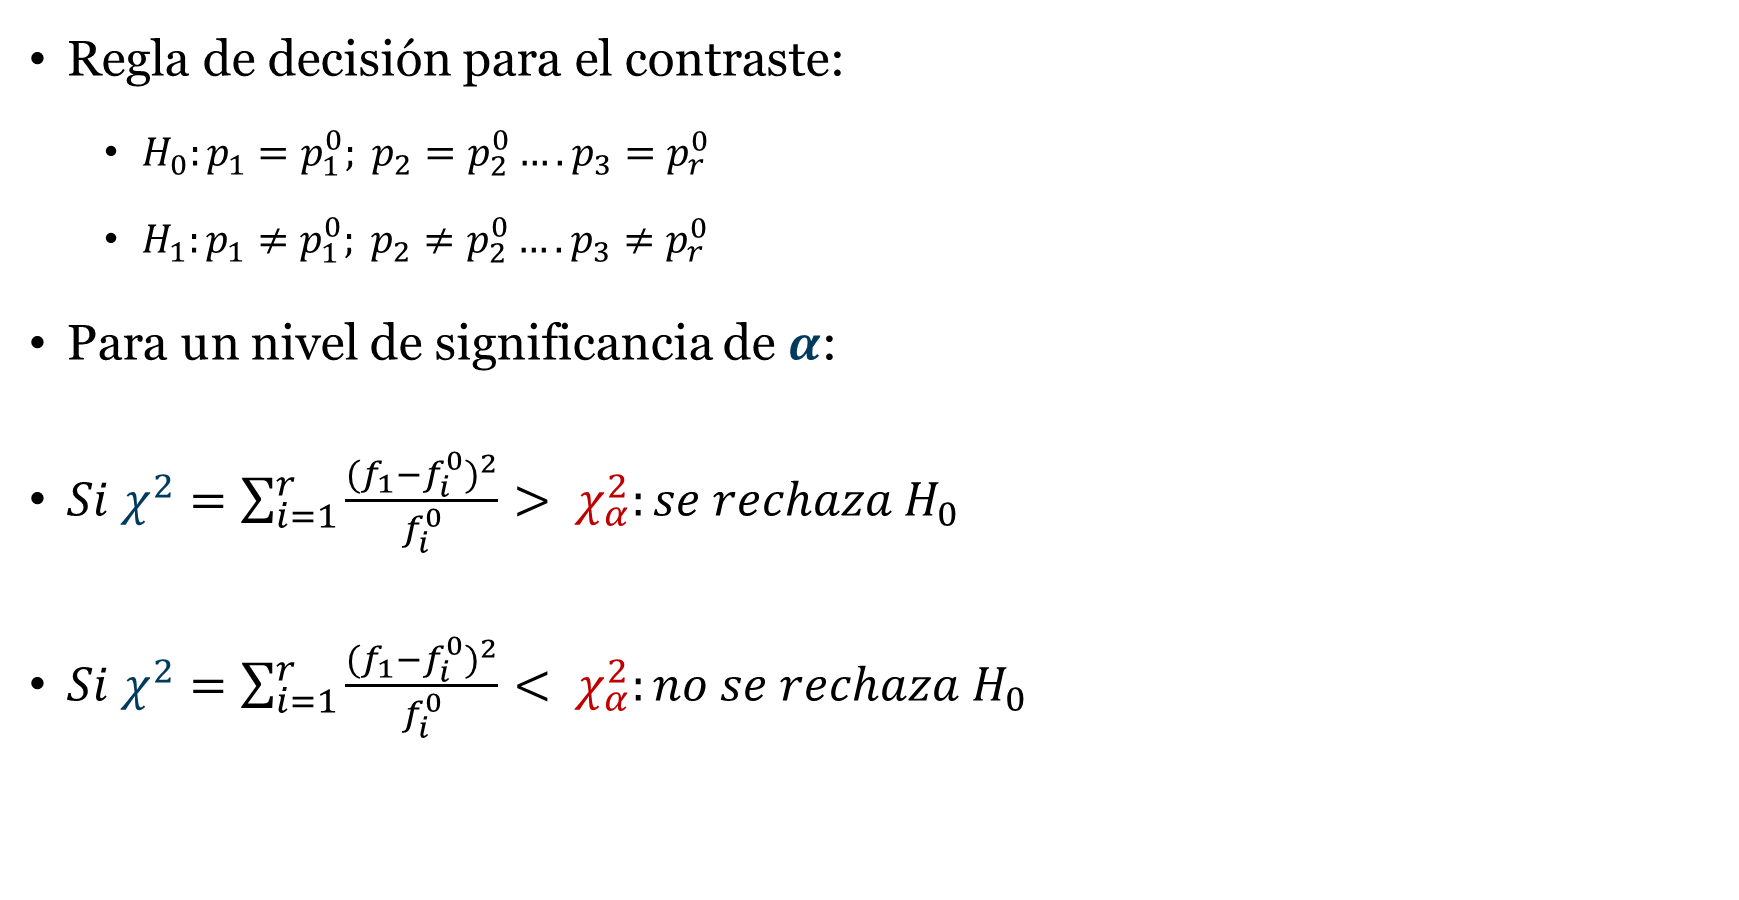 • Regla de decisión para el contraste:
• H₀: p₁ = p₁⁰; p₂ = p₂⁰ …. p₃ = pᵣ⁰
• H₁: p₁ ≠ p₁⁰; p₂ ≠ p₂⁰ …. p₃ ≠ pᵣ⁰
• Para un nivel de significancia de α:
• Si χ² = ∑ᵢ₌₁ʳ (f₁−fᵢ⁰)²/fᵢ⁰ > χ²_α: se rechaza H₀
• Si χ² = ∑ᵢ₌₁ʳ (f₁−fᵢ⁰)²/fᵢ⁰ < χ²_α: no se rechaza H₀